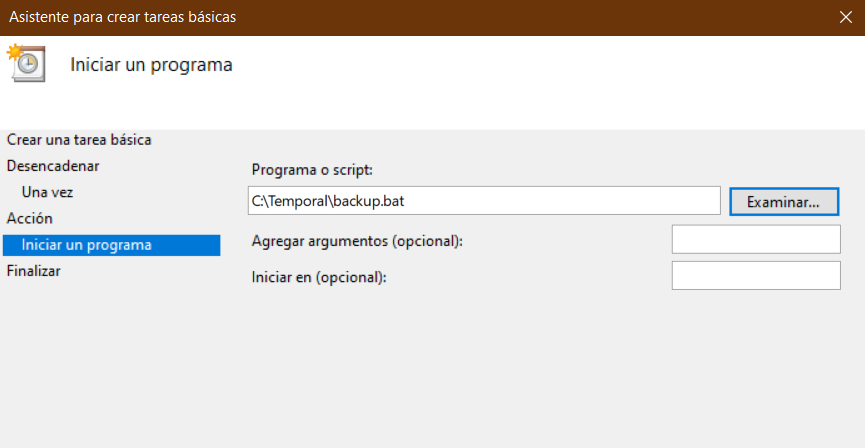 Asistente para crear tareas básicas
Iniciar un programa
Crear una tarea básica
Desencadenar
Una vez
Acción
Iniciar un programa
Finalizar
Programa o script:
C:\Temporal\backup.bat
Examinar...
Agregar argumentos (opcional):
Iniciar en (opcional):